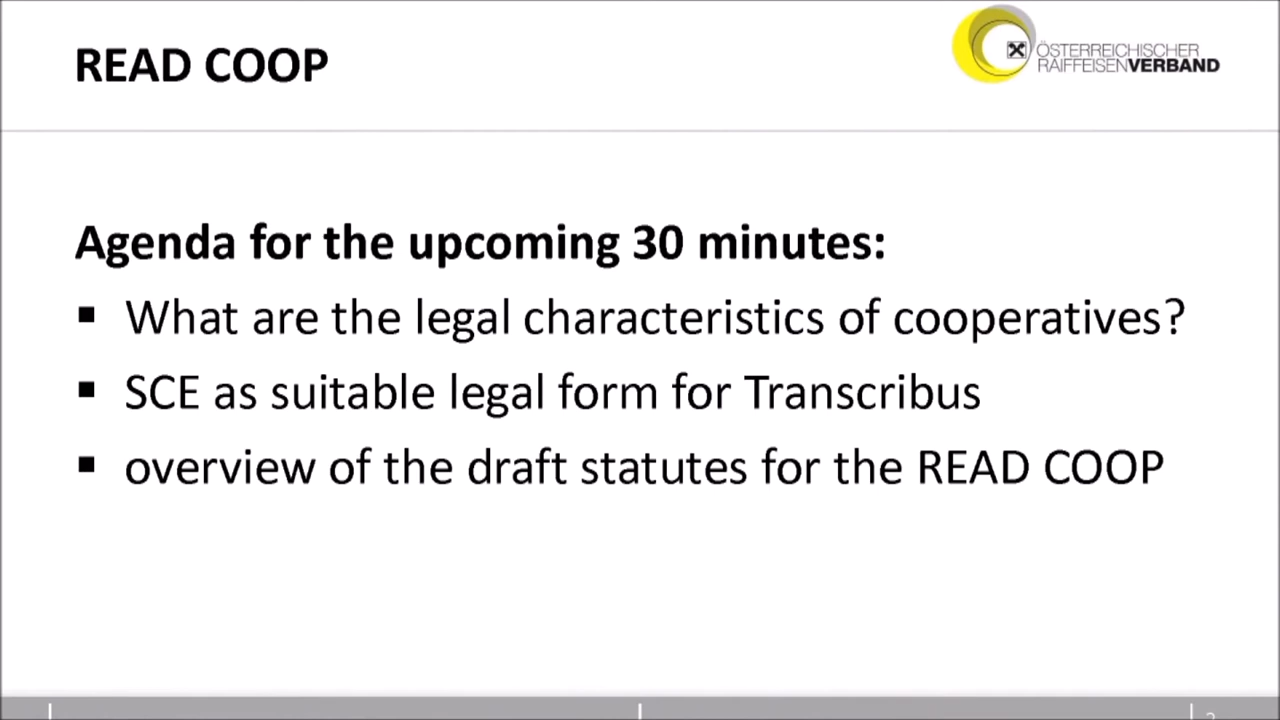 READ COOP
ÖSTERREICHISCHER
RAIFFEISENVERBAND
Agenda for the upcoming 30 minutes:
▪ What are the legal characteristics of cooperatives?
▪ SCE as suitable legal form for Transcribus
▪ overview of the draft statutes for the READ COOP